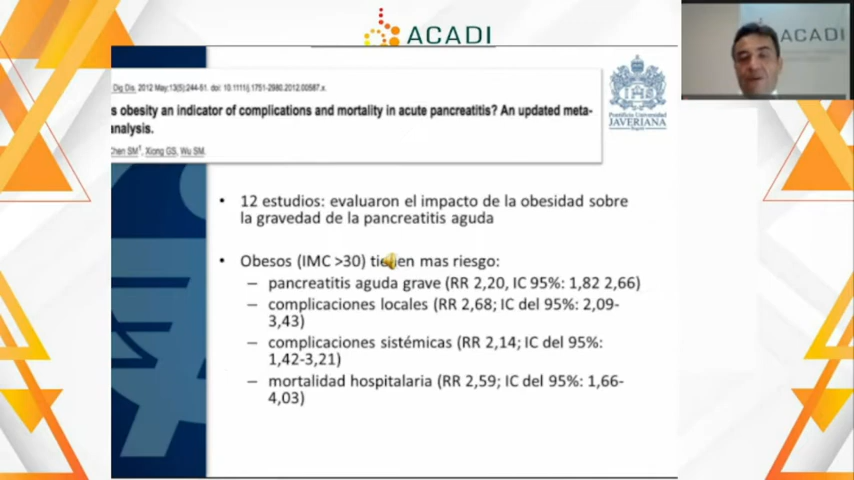 ACADI
ACADI
Dig Dis. 2012 May;13(5):244-51. doi: 10.1111/j.1751-2980.2012.00587.x.
s obesity an indicator of complications and mortality in acute pancreatitis? An updated meta-
analysis.
Chen SM1, Xiong GS, Wu SM.
Pontificia Universidad
JAVERIANA
Bogotá
• 12 estudios: evaluaron el impacto de la obesidad sobre
la gravedad de la pancreatitis aguda
• Obesos (IMC >30) tienen mas riesgo:
– pancreatitis aguda grave (RR 2,20, IC 95%: 1,82 2,66)
– complicaciones locales (RR 2,68; IC del 95%: 2,09-
3,43)
– complicaciones sistémicas (RR 2,14; IC del 95%:
1,42-3,21)
– mortalidad hospitalaria (RR 2,59; IC del 95%: 1,66-
4,03)